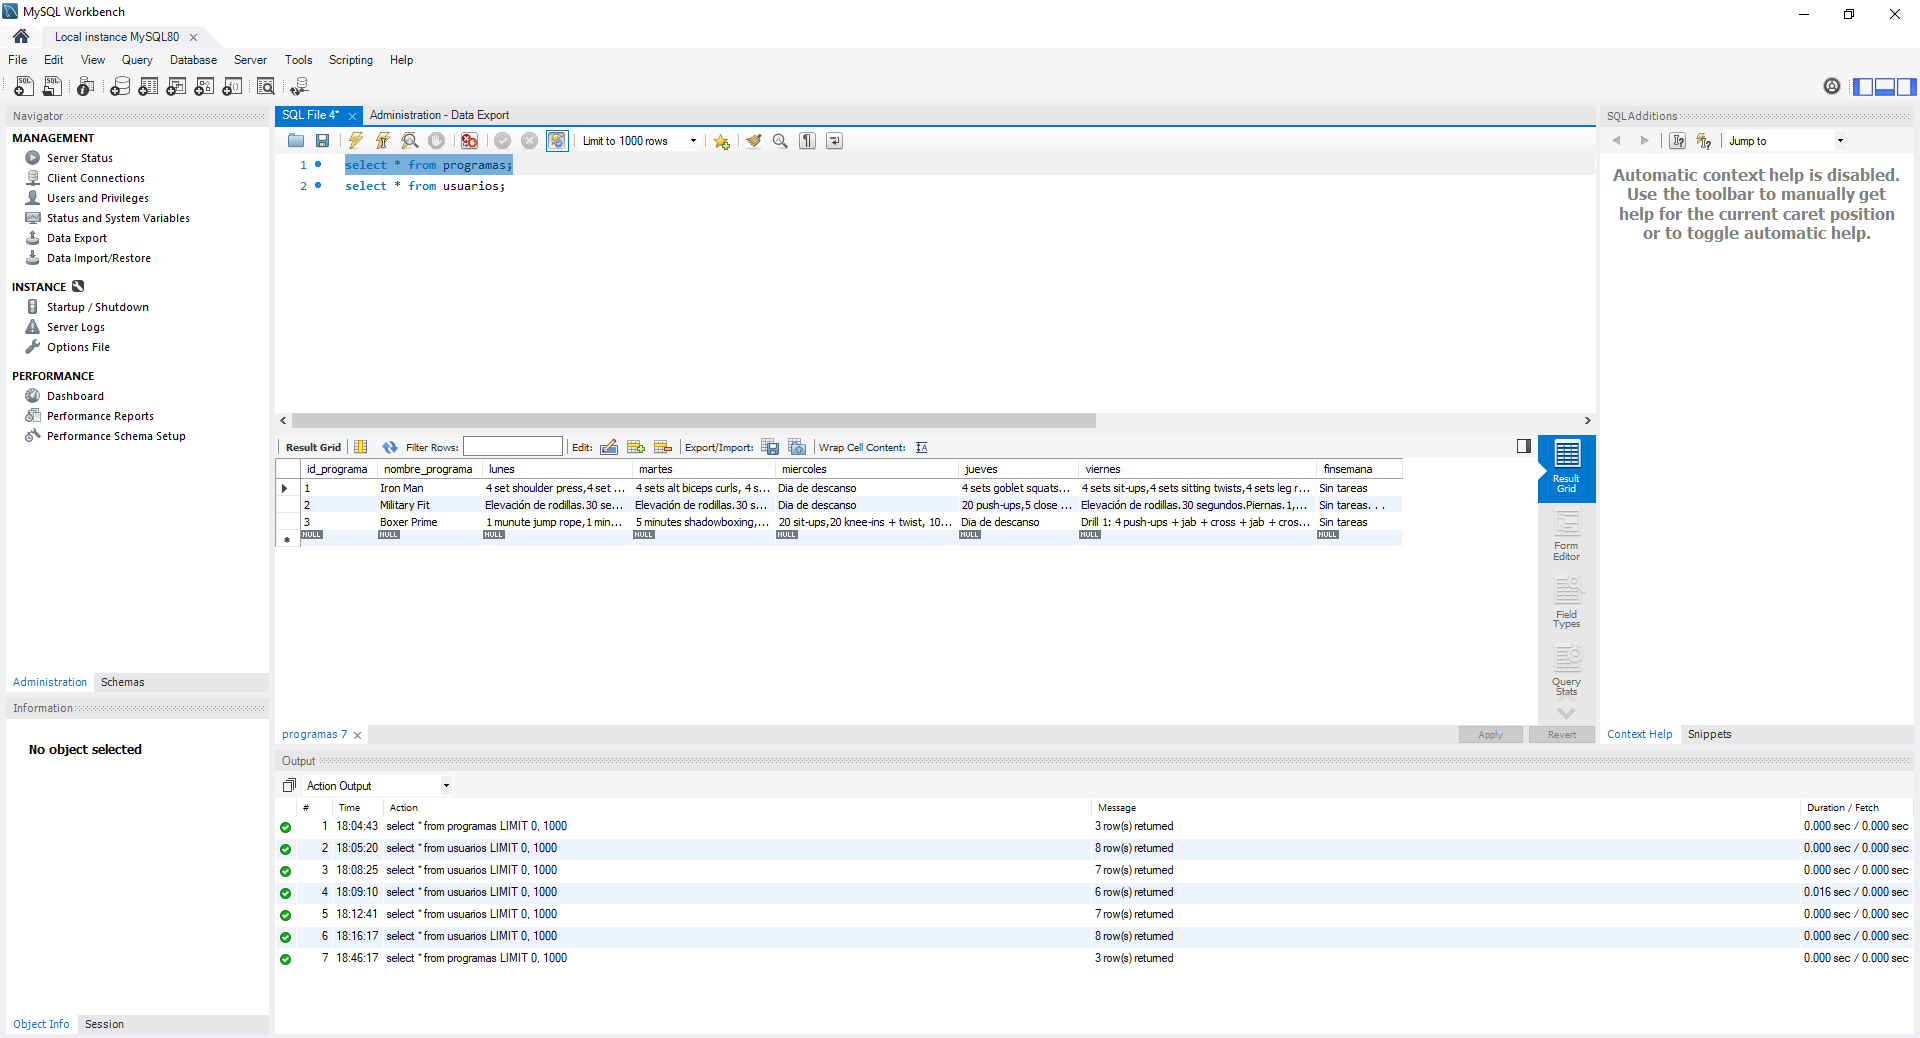 MySQL Workbench
Local instance MySQL80
File Edit View Query Database Server Tools Scripting Help
Navigator
MANAGEMENT
Server Status
Client Connections
Users and Privileges
Status and System Variables
Data Export
Data Import/Restore
INSTANCE
Startup / Shutdown
Server Logs
Options File
PERFORMANCE
Dashboard
Performance Reports
Performance Schema Setup
Administration Schemas
Information
No object selected
Object Info Session
SQL File 4* Administration - Data Export
Limit to 1000 rows
1 select * from programas;
2 select * from usuarios;
Result Grid Filter Rows: Edit: Export/Import: Wrap Cell Content:
id_programa nombre_programa lunes martes miercoles jueves viernes finsemana
1 Iron Man 4 set shoulder press,4 set ... 4 sets alt biceps curls, 4 s... Dia de descanso 4 sets goblet squats... 4 sets sit-ups,4 sets sitting twists,4 sets leg r... Sin tareas
2 Military Fit Elevación de rodillas.30 se... Elevación de rodillas.30 s... Dia de descanso 20 push-ups,5 close ... Elevación de rodillas.30 segundos.Piernas.1,... Sin tareas. . .
3 Boxer Prime 1 munute jump rope,1 min... 5 minutes shadowboxing,... 20 sit-ups,20 knee-ins + twist, 10... Dia de descanso Drill 1: 4 push-ups + jab + cross + jab + cros... Sin tareas
NULL NULL NULL NULL NULL NULL NULL NULL
Result
Grid
Form
Editor
Field
Types
Query
Stats
programas 7 Apply Revert
SQLAdditions
Jump to
Automatic context help is disabled.
Use the toolbar to manually get
help for the current caret position
or to toggle automatic help.
Context Help Snippets
Output
Action Output
# Time Action Message Duration / Fetch
1 18:04:43 select * from programas LIMIT 0, 1000 3 row(s) returned 0.000 sec / 0.000 sec
2 18:05:20 select * from usuarios LIMIT 0, 1000 8 row(s) returned 0.000 sec / 0.000 sec
3 18:08:25 select * from usuarios LIMIT 0, 1000 7 row(s) returned 0.000 sec / 0.000 sec
4 18:09:10 select * from usuarios LIMIT 0, 1000 6 row(s) returned 0.016 sec / 0.000 sec
5 18:12:41 select * from usuarios LIMIT 0, 1000 7 row(s) returned 0.000 sec / 0.000 sec
6 18:16:17 select * from usuarios LIMIT 0, 1000 8 row(s) returned 0.000 sec / 0.000 sec
7 18:46:17 select * from programas LIMIT 0, 1000 3 row(s) returned 0.000 sec / 0.000 sec